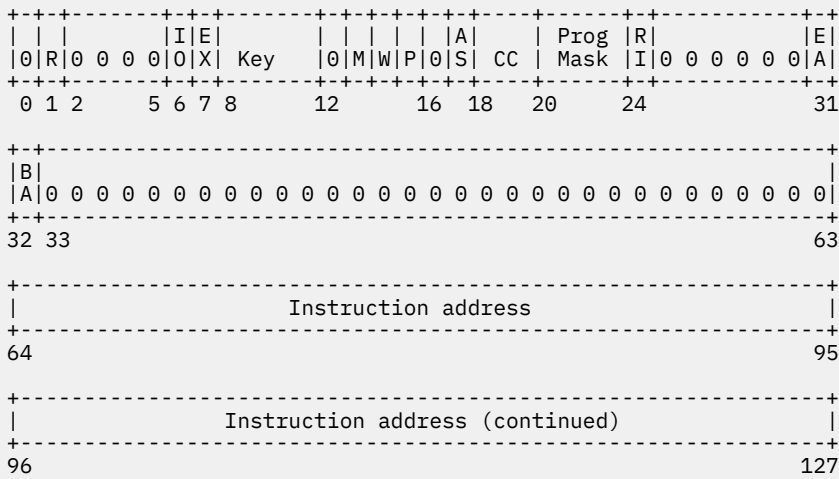 +-+-+-------+-+-+-------+-+-+-+-+-+-+-----+-------+-+-----------+-+
| | |       |I|E|       | | | | | |A|     | Prog  |R|           |E|
|0|R|0 0 0 0|O|X| Key   |0|M|W|P|0|S| CC  | Mask  |I|0 0 0 0 0 0|A|
+-+-+-------+-+-+-------+-+-+-+-+-+-+-----+-------+-+-----------+-+
0 1 2 5 6 7 8 12 16 18 20 24 31
+-+---------------------------------------------------------------+
|B| |
|A|0 0 0 0 0 0 0 0 0 0 0 0 0 0 0 0 0 0 0 0 0 0 0 0 0 0 0 0 0 0 0|
+-+---------------------------------------------------------------+
32 33 63
+---------------------------------------------------------------+
| Instruction address |
+---------------------------------------------------------------+
64 95
+---------------------------------------------------------------+
| Instruction address (continued) |
+---------------------------------------------------------------+
96 127